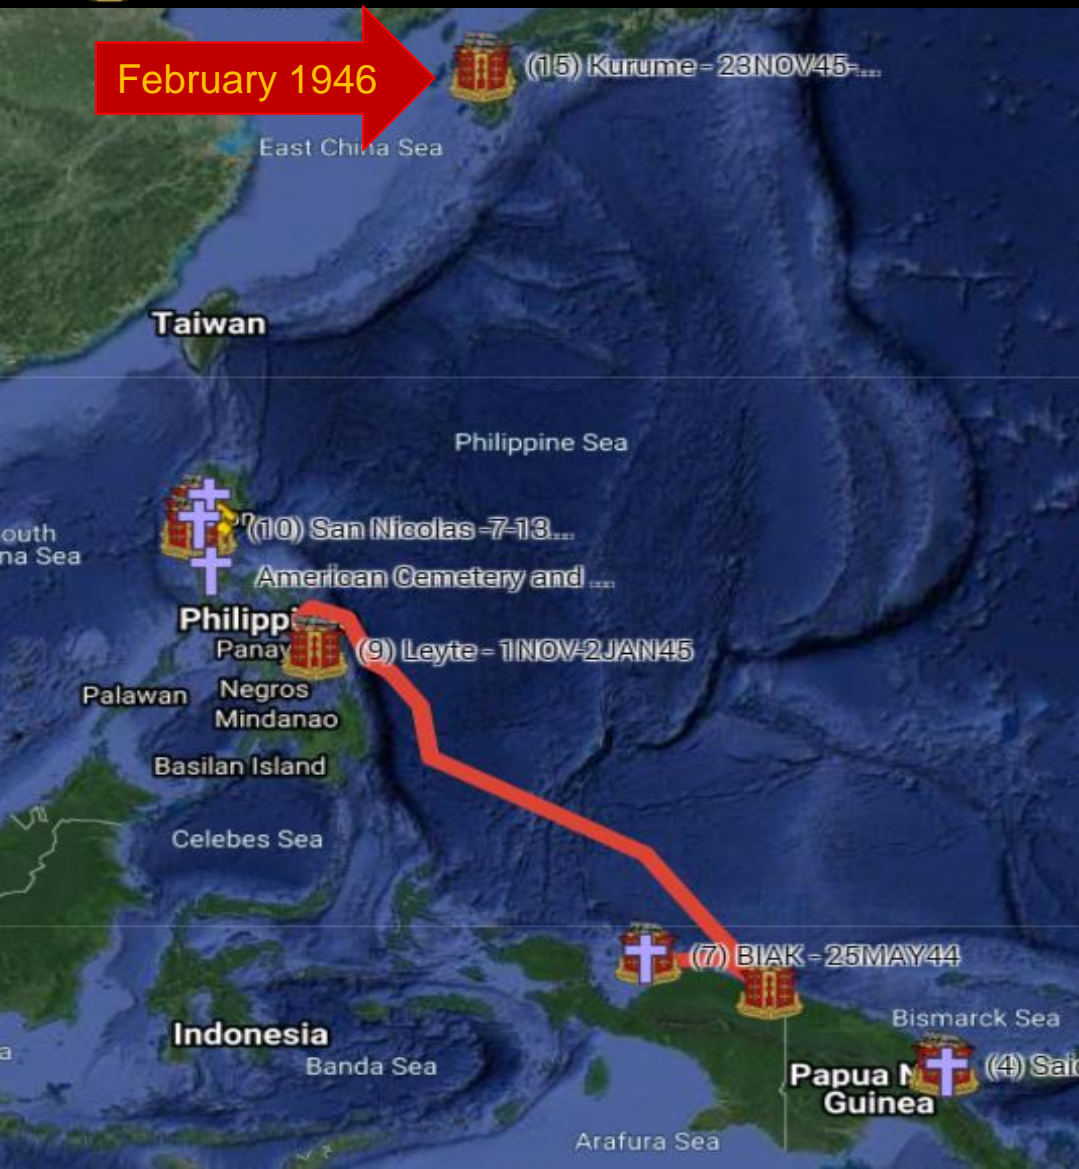 February 1946
(15) Kurume - 23NOV45-...
East China Sea
Taiwan
Philippine Sea
outh
na Sea
(10) San Nicolas -7-13...
American Cemetery and ...
Philippi
Panay
(9) Leyte - 1NOV-2JAN45
Palawan
Negros
Mindanao
Basilan Island
Celebes Sea
(7) BIAK - 25MAY44
Indonesia
Bismarck Sea
a
Banda Sea
Papua N
Guinea
(4) Said
Arafura Sea